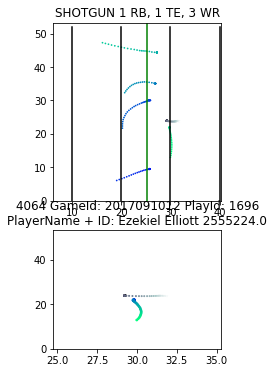 SHOTGUN 1 RB, 1 TE, 3 WR
50
40
30
20
10
0
10 20 30 40
4064 GameId: 2017091012 PlayId: 1696
PlayerName + ID: Ezekiel Elliott 2555224.0
40
20
0
25.0 27.5 30.0 32.5 35.0